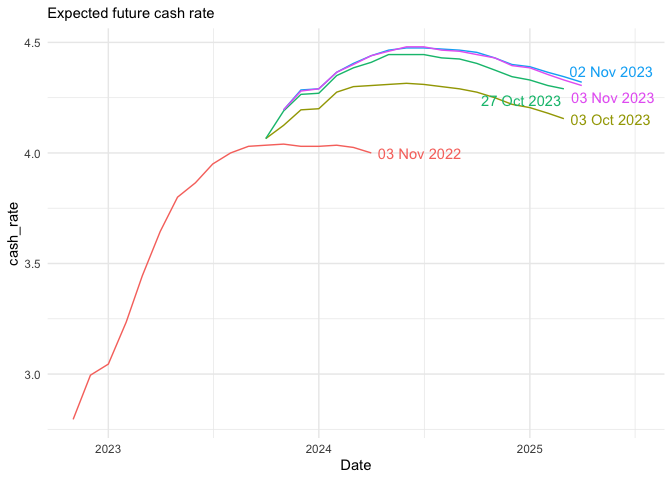 Expected future cash rate
4.5
02 Nov 2023
03 Nov 2023
27 Oct 2023
03 Oct 2023
4.0
03 Nov 2022
cash_rate
3.5
3.0
2023
2024
2025
Date